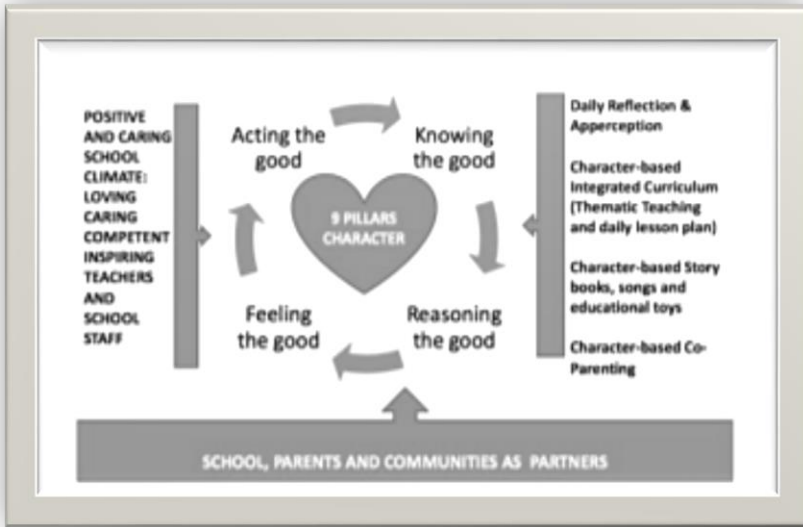 POSITIVE
AND CARING
SCHOOL
CLIMATE:
LOVING
CARING
COMPETENT
INSPIRING
TEACHERS
AND
SCHOOL
STAFF
Acting the
good
Knowing
the good
9 PILLARS
CHARACTER
Feeling
the good
Reasoning
the good
Daily Reflection &
Apperception
Character-based
Integrated Curriculum
(Thematic Teaching
and daily lesson plan)
Character-based Story
books, songs and
educational toys
Character-based Co-
Parenting
SCHOOL, PARENTS AND COMMUNITIES AS PARTNERS